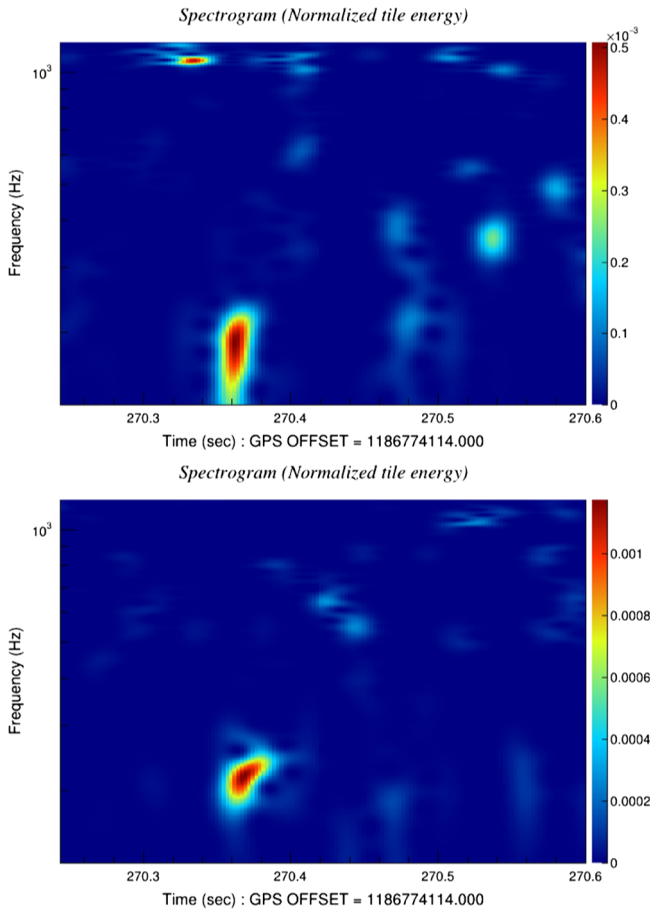 Spectrogram (Normalized tile energy)
×10⁻³
0.5
10³
0.4
0.3
0.2
0.1
0
Frequency (Hz)
270.3 270.4 270.5 270.6
Time (sec) : GPS OFFSET = 1186774114.000
Spectrogram (Normalized tile energy)
10³
0.001
0.0008
0.0006
0.0004
0.0002
0
Frequency (Hz)
270.3 270.4 270.5 270.6
Time (sec) : GPS OFFSET = 1186774114.000